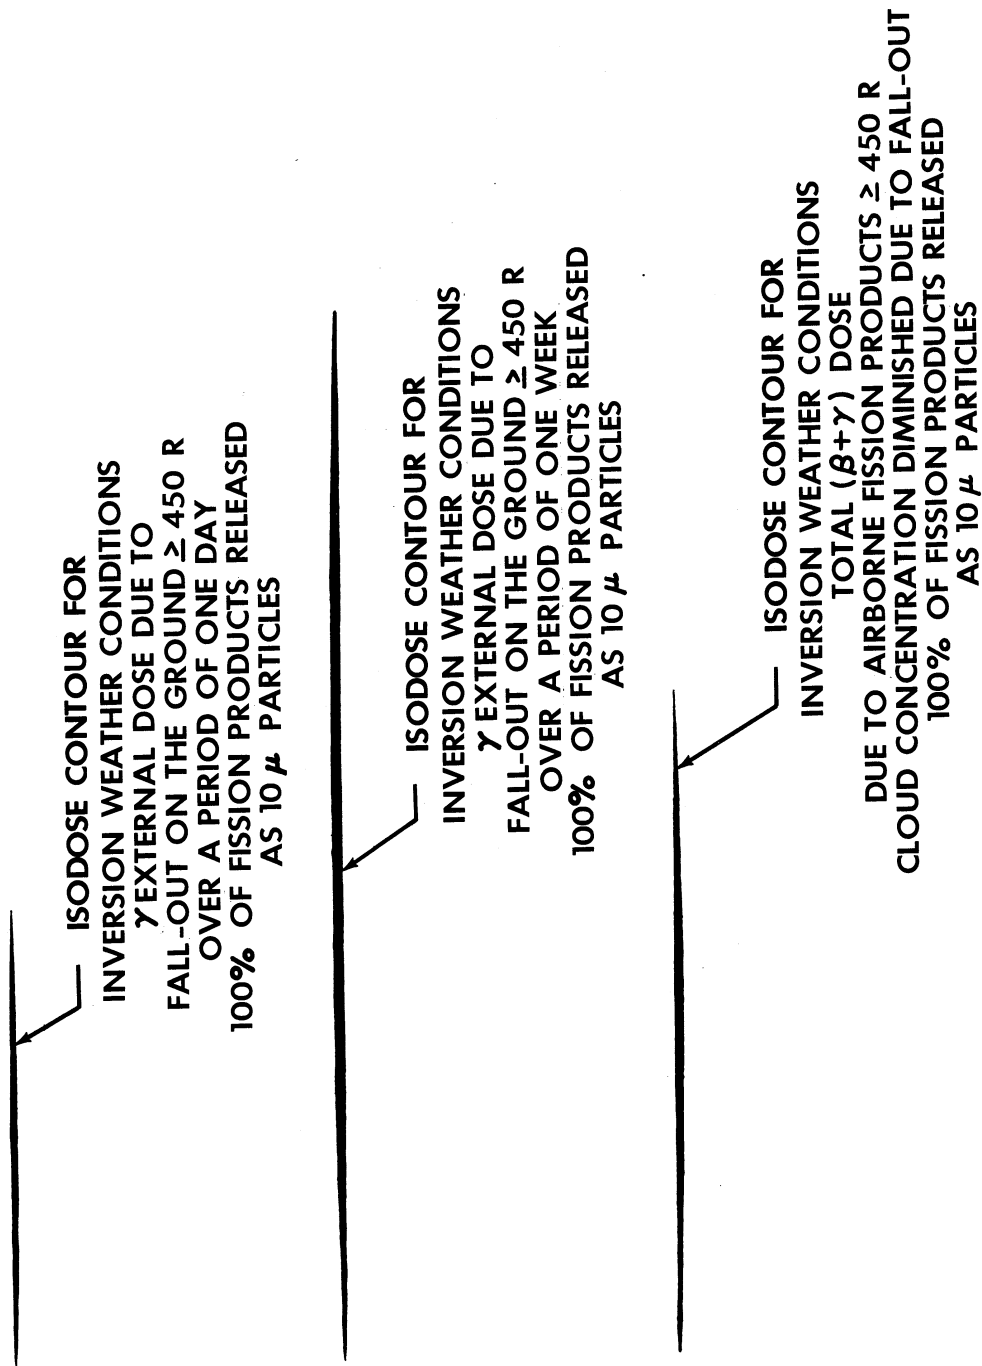 ISODOSE CONTOUR FOR
INVERSION WEATHER CONDITIONS
γ EXTERNAL DOSE DUE TO
FALL-OUT ON THE GROUND ≥ 450 R
OVER A PERIOD OF ONE DAY
100% OF FISSION PRODUCTS RELEASED
AS 10 μ PARTICLES
ISODOSE CONTOUR FOR
INVERSION WEATHER CONDITIONS
γ EXTERNAL DOSE DUE TO
FALL-OUT ON THE GROUND ≥ 450 R
OVER A PERIOD OF ONE WEEK
100% OF FISSION PRODUCTS RELEASED
AS 10 μ PARTICLES
ISODOSE CONTOUR FOR
INVERSION WEATHER CONDITIONS
TOTAL (β+γ) DOSE
DUE TO AIRBORNE FISSION PRODUCTS ≥ 450 R
CLOUD CONCENTRATION DIMINISHED DUE TO FALL-OUT
100% OF FISSION PRODUCTS RELEASED
AS 10 μ PARTICLES